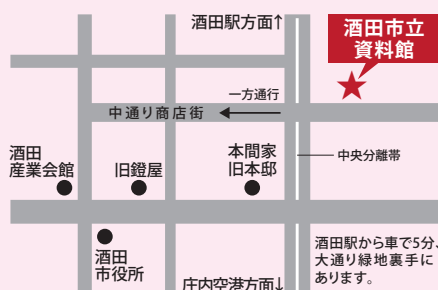 酒田駅方面↑
酒田市立
資料館
一方通行
中通り商店街
酒田
産業会館
旧鐙屋
本間家
旧本邸
中央分離帯
酒田
市役所
庄内空港方面↓
酒田駅から車で5分、
大通り緑地裏手に
あります。